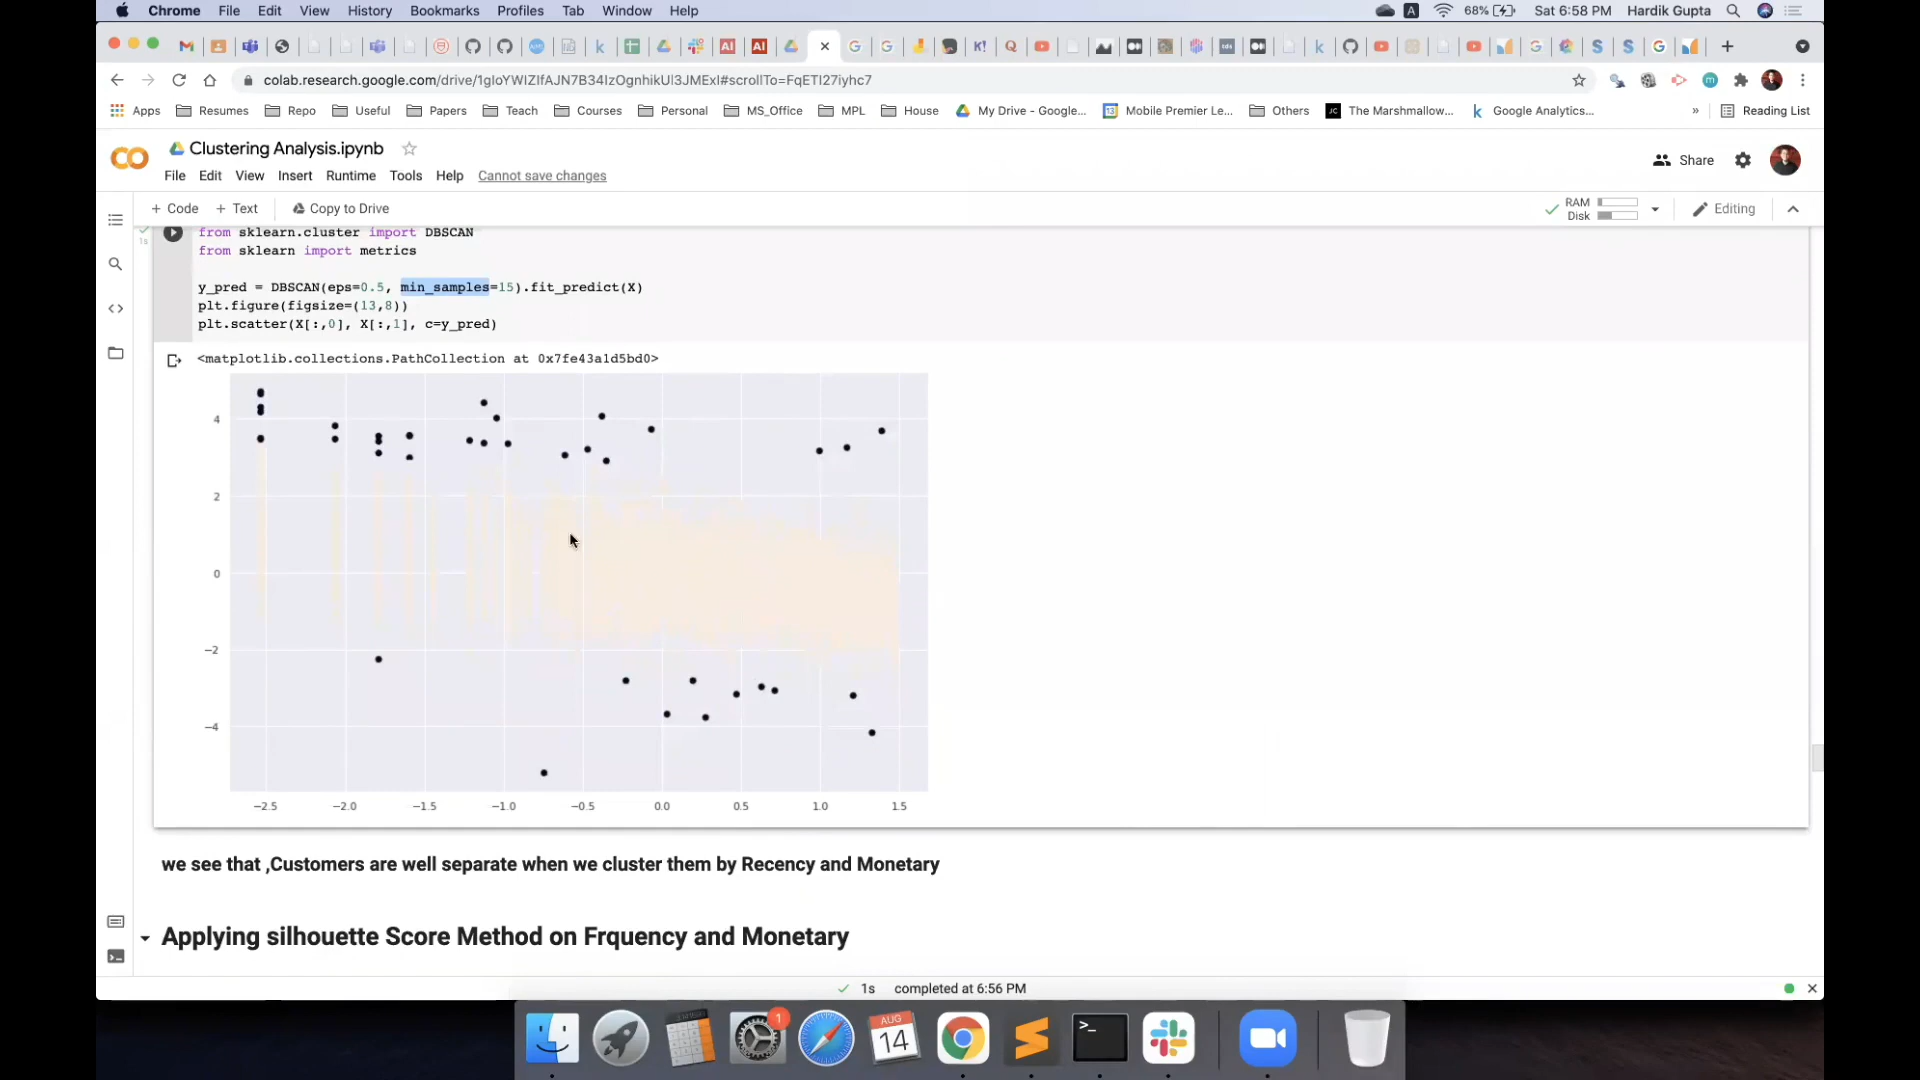 Chrome File Edit View History Bookmarks Profiles Tab Window Help A 68% Sat 6:58 PM Hardik Gupta
colab.research.google.com/drive/1gIoYWIZIfAJN7B34IzOgnhikUl3JMExI#scrollTo=FqETI27iyhc7
Apps Resumes Repo Useful Papers Teach Courses Personal MS_Office MPL House My Drive - Google... Mobile Premier Le... Others The Marshmallow... Google Analytics... » Reading List
Clustering Analysis.ipynb
Share
File Edit View Insert Runtime Tools Help Cannot save changes
+ Code + Text Copy to Drive RAM Disk Editing
1s
from sklearn.cluster import DBSCAN
from sklearn import metrics
y_pred = DBSCAN(eps=0.5, min_samples=15).fit_predict(X)
plt.figure(figsize=(13,8))
plt.scatter(X[:,0], X[:,1], c=y_pred)
<matplotlib.collections.PathCollection at 0x7fe43a1d5bd0>
4
2
0
−2
−4
−2.5 −2.0 −1.5 −1.0 −0.5 0.0 0.5 1.0 1.5
we see that ,Customers are well separate when we cluster them by Recency and Monetary
Applying silhouette Score Method on Frquency and Monetary
1s completed at 6:56 PM
1
AUG
14